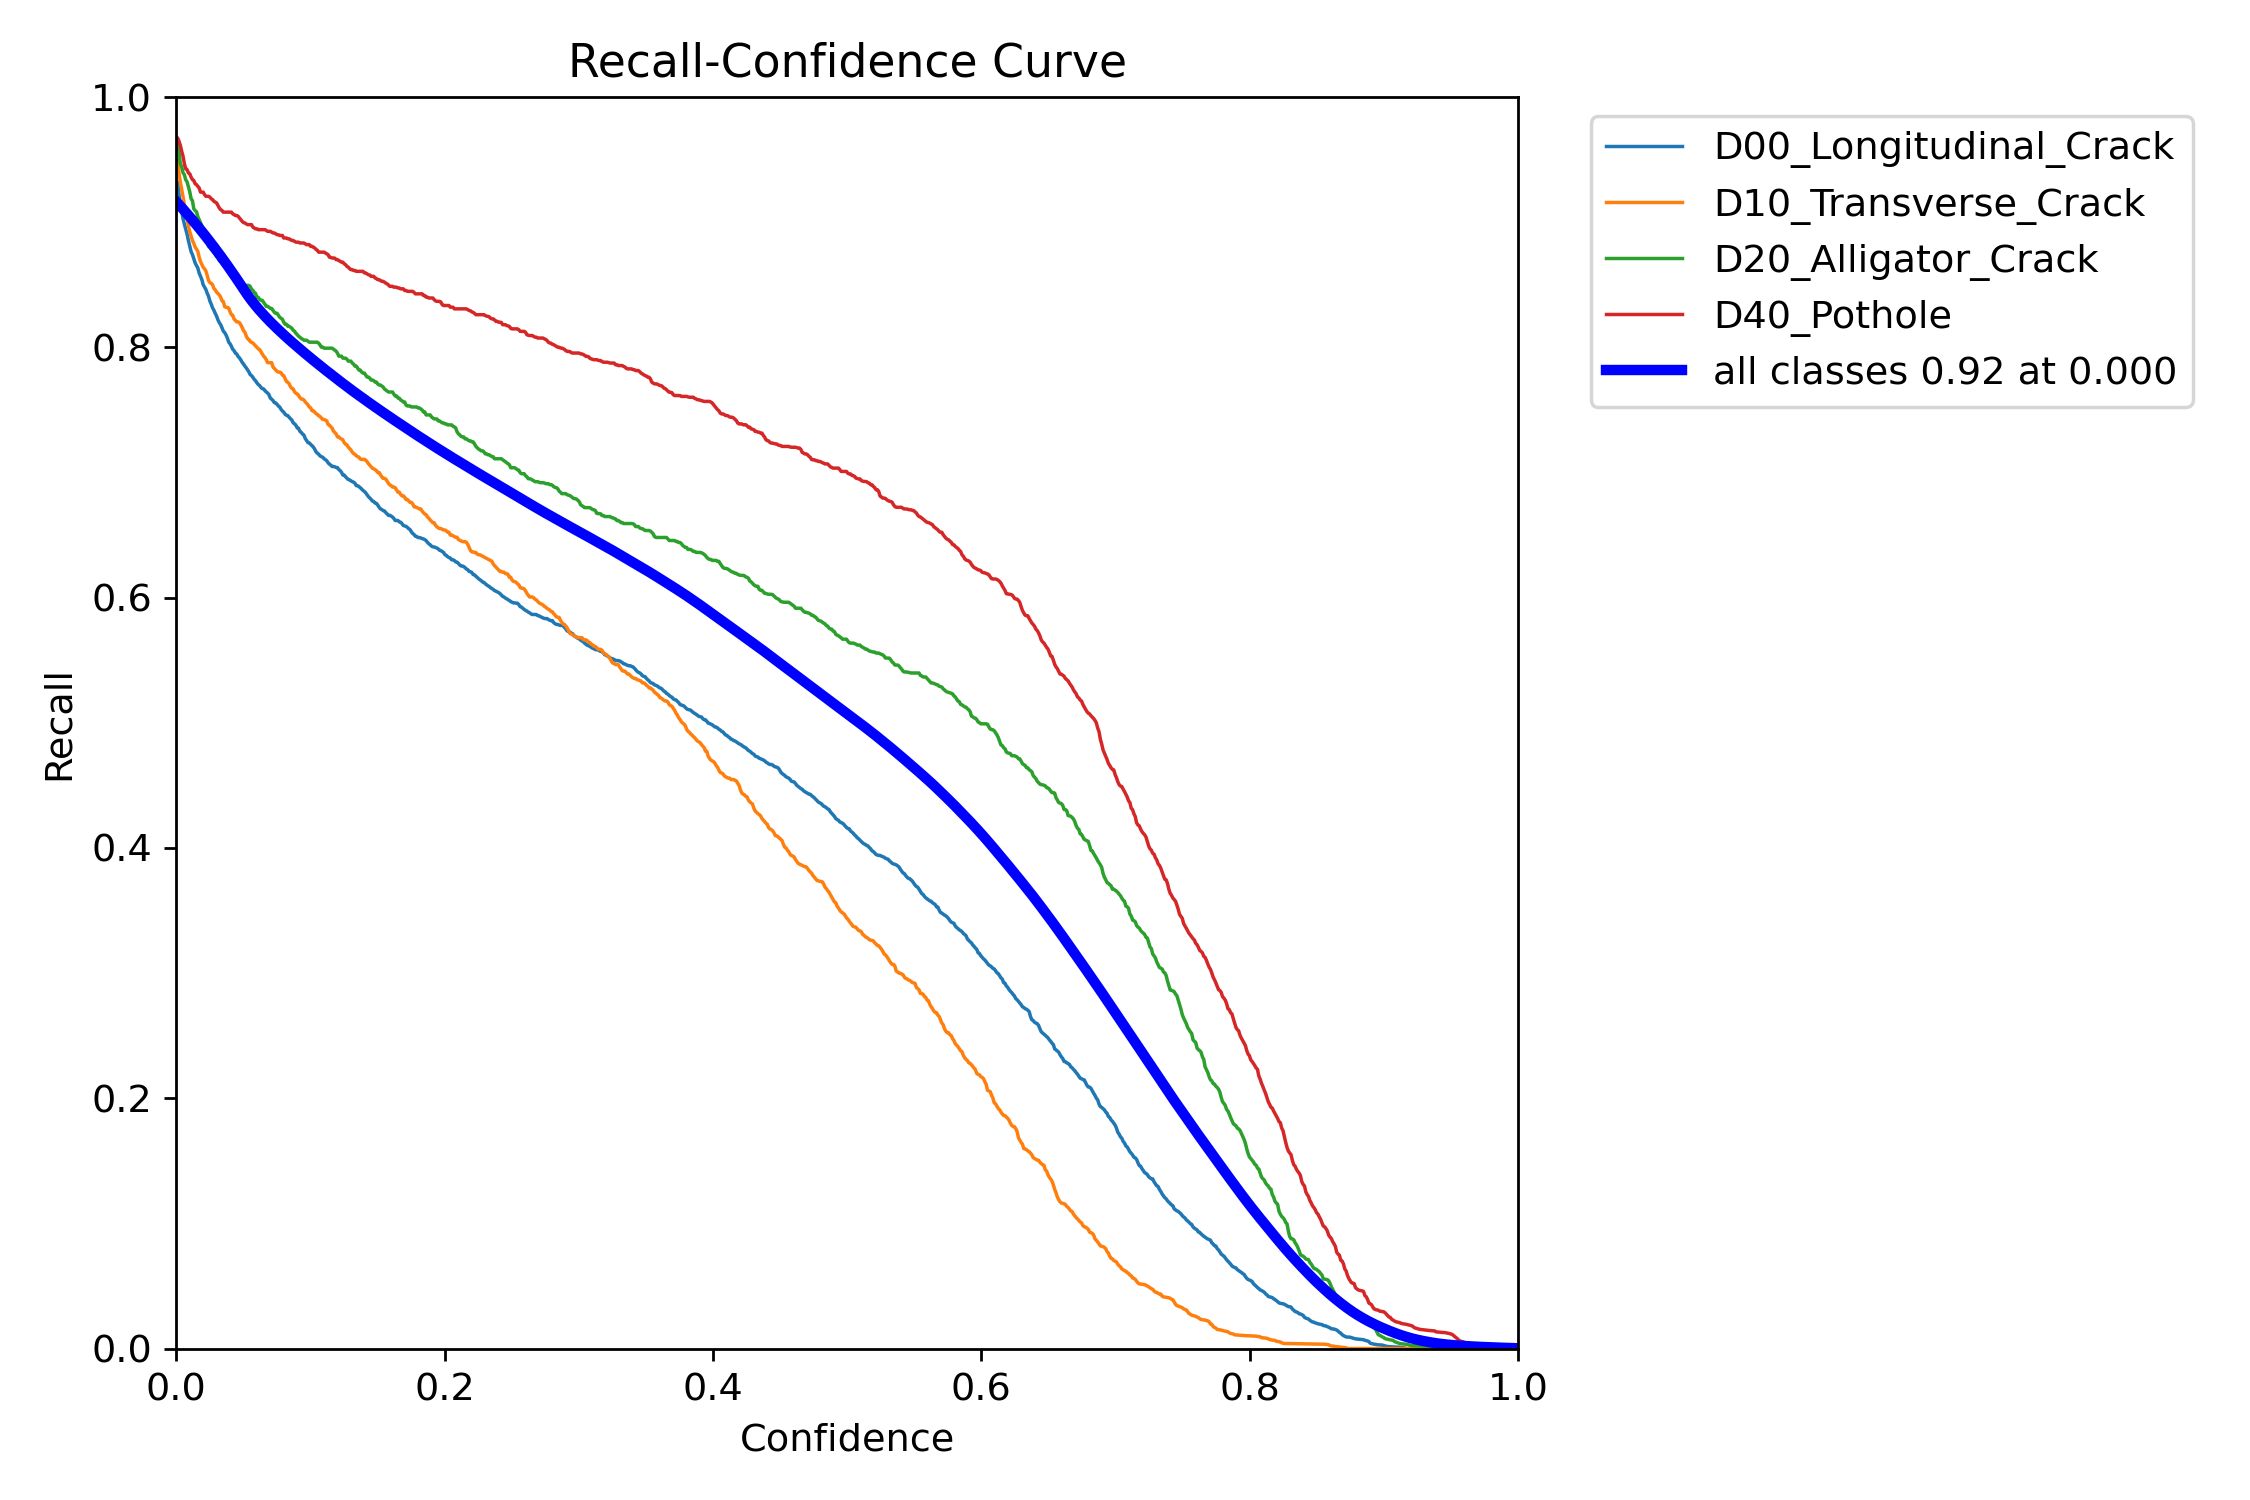 Recall-Confidence Curve
1.0
0.8
0.6
0.4
0.2
0.0
Recall
0.0 0.2 0.4 0.6 0.8 1.0
Confidence
D00_Longitudinal_Crack
D10_Transverse_Crack
D20_Alligator_Crack
D40_Pothole
all classes 0.92 at 0.000